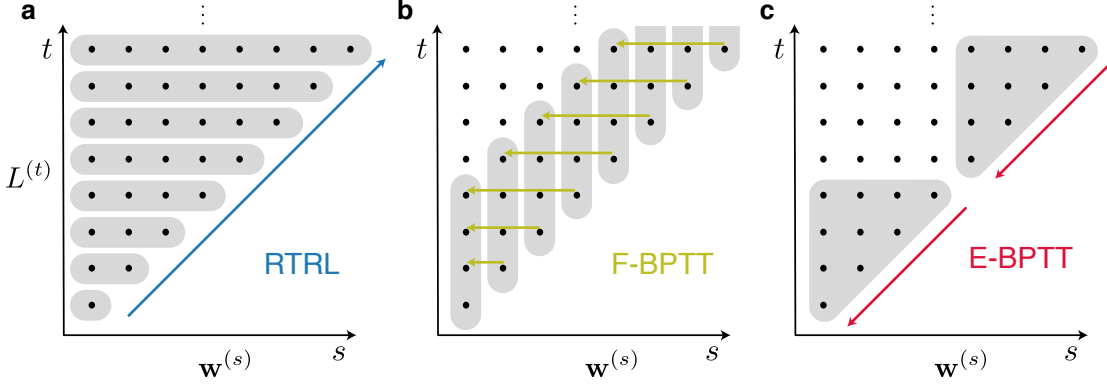 a
⋮
t
L^{(t)}
RTRL
s
w^{(s)}
b
⋮
t
F-BPTT
s
w^{(s)}
c
⋮
t
E-BPTT
s
w^{(s)}